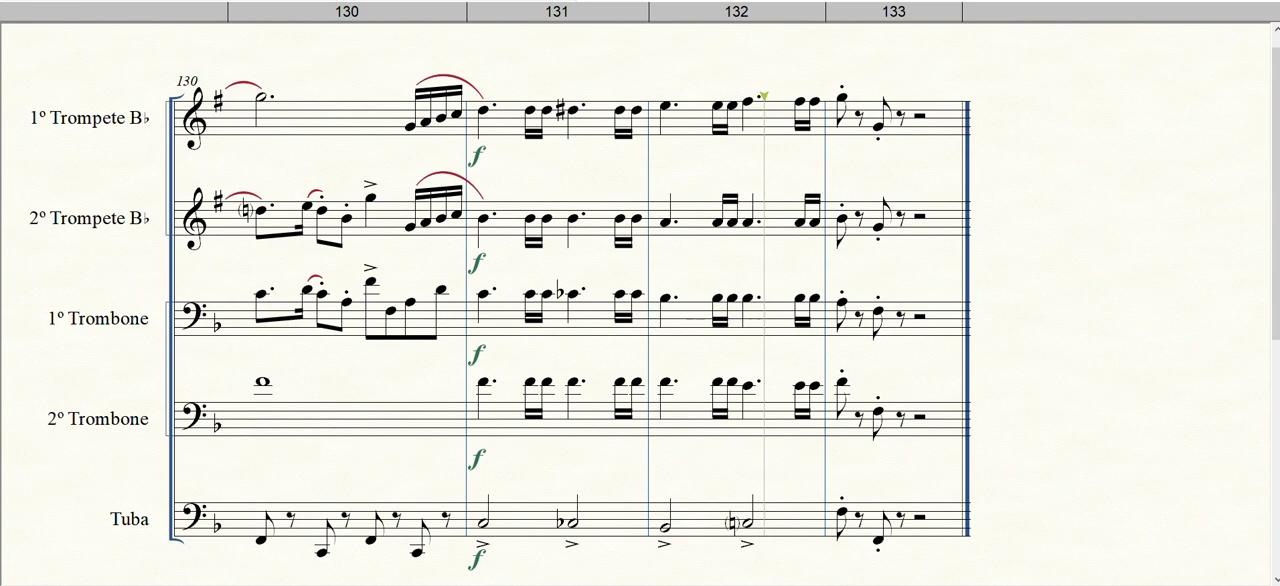 130 131 132 133
130
1º Trompete B♭
f
2º Trompete B♭
f
1º Trombone
f
2º Trombone
f
Tuba
f